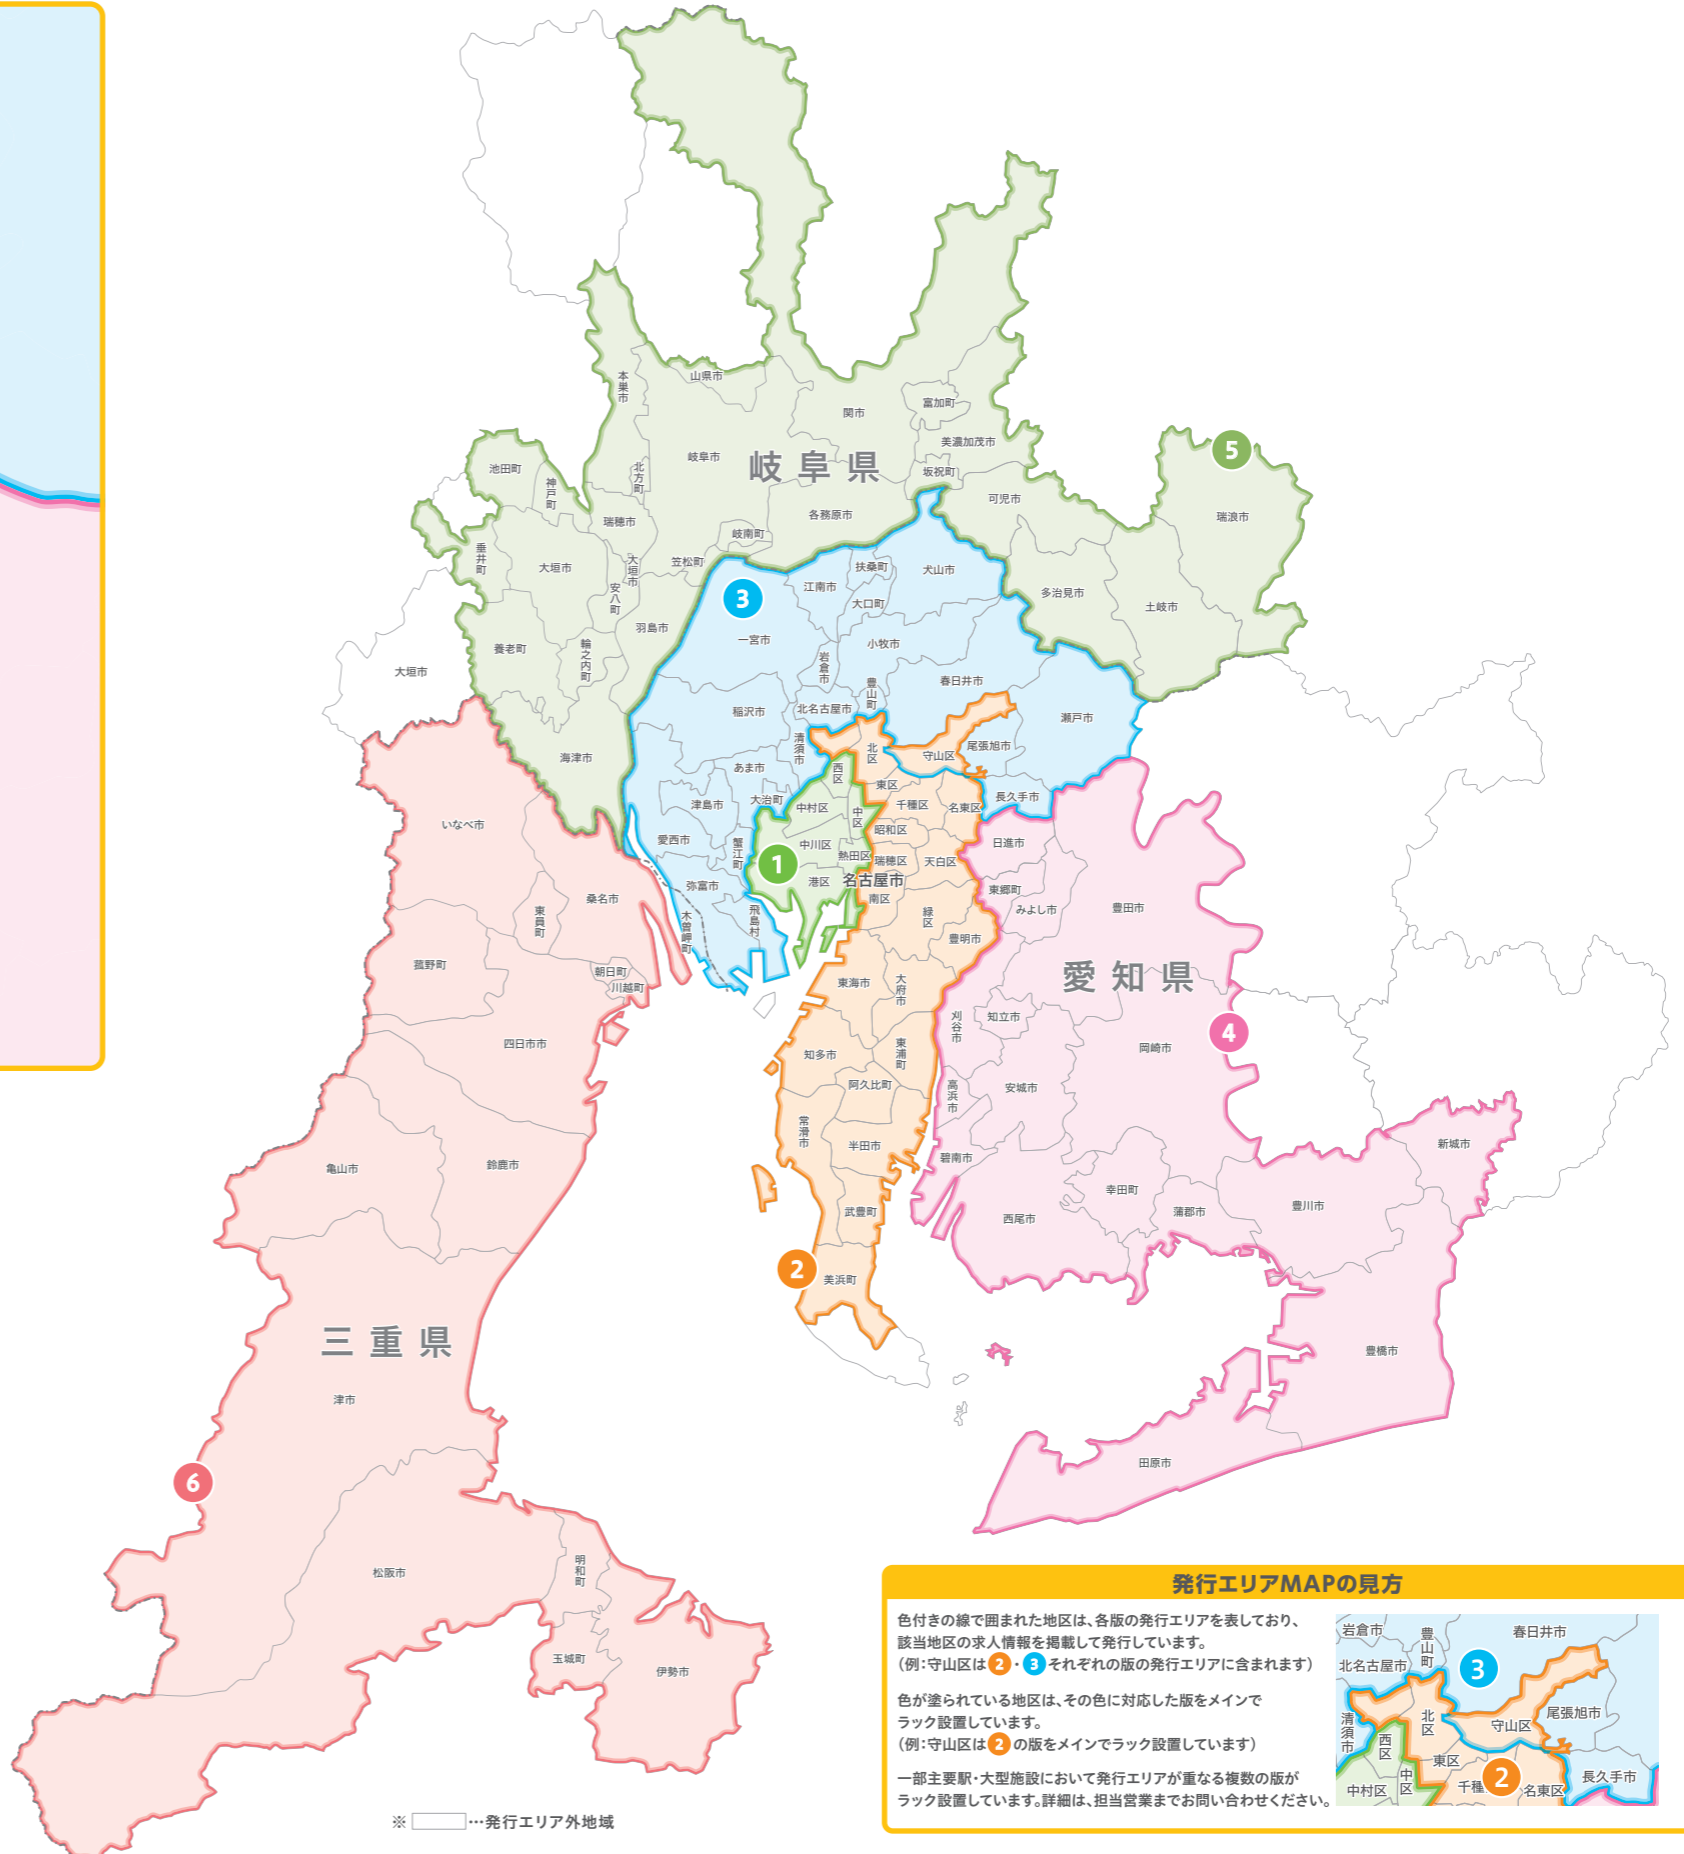 本巣市
山県市
関市
富加町
美濃加茂市
岐阜市
岐阜県
坂祝町
5
池田町
神戸町
北方町
可児市
瑞穂市
各務原市
瑞浪市
岐南町
垂井町
大垣市
大垣市
笠松町
扶桑町
犬山市
安八町
江南市
3
大口町
多治見市
土岐市
羽島市
一宮市
小牧市
養老町
輪之内町
岩倉市
大垣市
春日井市
豊山町
稲沢市
北名古屋市
瀬戸市
清須市
北区
守山区
尾張旭市
海津市
あま市
西区
東区
津島市
大治町
中村区
中区
千種区
名東区
長久手市
いなべ市
愛西市
蟹江町
中川区
昭和区
日進市
1
熱田区
瑞穂区
天白区
港区
名古屋市
弥富市
東郷町
桑名市
東員町
木曽岬町
飛島村
南区
緑区
みよし市
豊田市
豊明市
菰野町
朝日町
川越町
東海市
大府市
愛知県
刈谷市
知立市
4
四日市市
知多市
東浦町
岡崎市
阿久比町
高浜市
安城市
常滑市
半田市
新城市
亀山市
鈴鹿市
碧南市
幸田町
武豊町
西尾市
蒲郡市
豊川市
2
美浜町
三重県
豊橋市
津市
田原市
6
松阪市
明和町
玉城町
伊勢市
※ …発行エリア外地域
発行エリアMAPの見方
色付きの線で囲まれた地区は、各版の発行エリアを表しており、
該当地区の求人情報を掲載して発行しています。
(例:守山区は2・3それぞれの版の発行エリアに含まれます)
色が塗られている地区は、その色に対応した版をメインで
ラック設置しています。
(例:守山区は2の版をメインでラック設置しています)
一部主要駅・大型施設において発行エリアが重なる複数の版が
ラック設置しています。詳細は、担当営業までお問い合わせください。
岩倉市
豊山町
春日井市
北名古屋市
3
清須市
北区
守山区
尾張旭市
西区
東区
中村区
中区
千種
2
名東区
長久手市